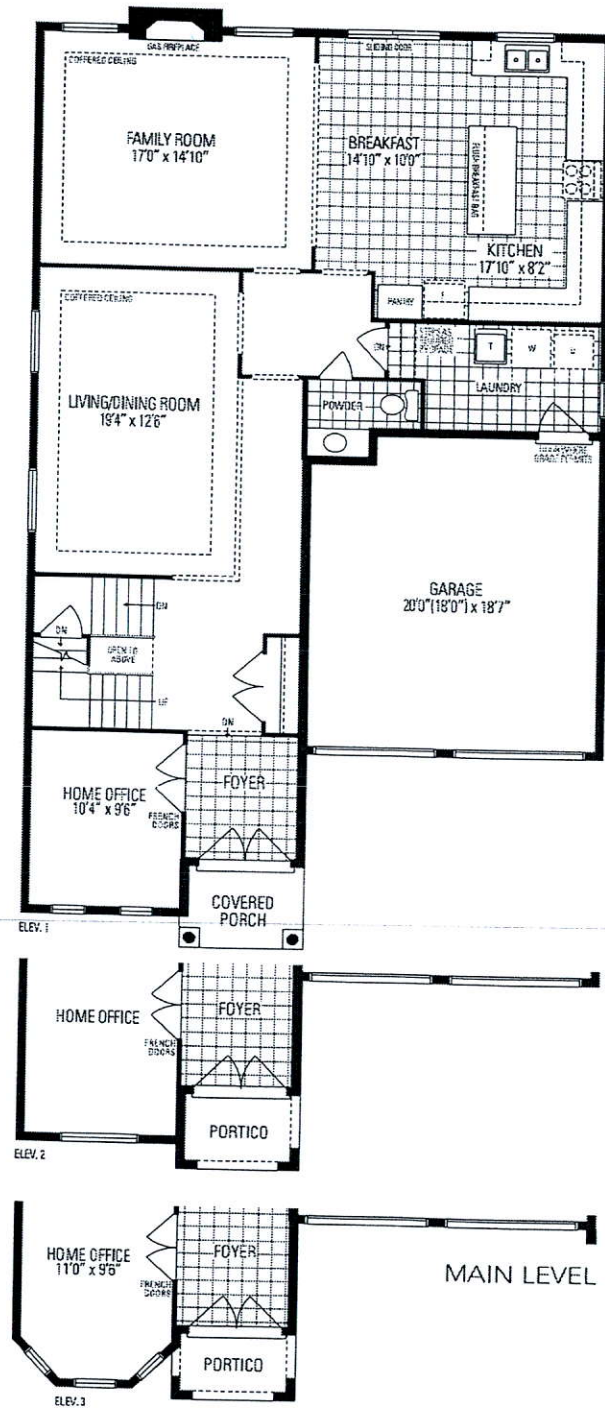 GAS FIREPLACE
SLIDING DOOR
COFFERED CEILING
FAMILY ROOM
17'0" x 14'10"
BREAKFAST
14'10" x 10'0"
FLUSH BREAKFAST BAR
KITCHEN
17'10" x 8'2"
PANTRY
F
COFFERED CEILING
DN
T
W
D
LAUNDRY
LIVING/DINING ROOM
19'4" x 12'6"
POWDER
GARAGE
20'0"(18'0") x 18'7"
DN
DN
OPEN TO
ABOVE
UP
DN
HOME OFFICE
10'4" x 9'6"
FRENCH
DOORS
FOYER
COVERED
PORCH
ELEV. 1
HOME OFFICE
FRENCH
DOORS
FOYER
PORTICO
ELEV. 2
HOME OFFICE
11'0" x 9'6"
FRENCH
DOORS
FOYER
MAIN LEVEL
PORTICO
ELEV. 3